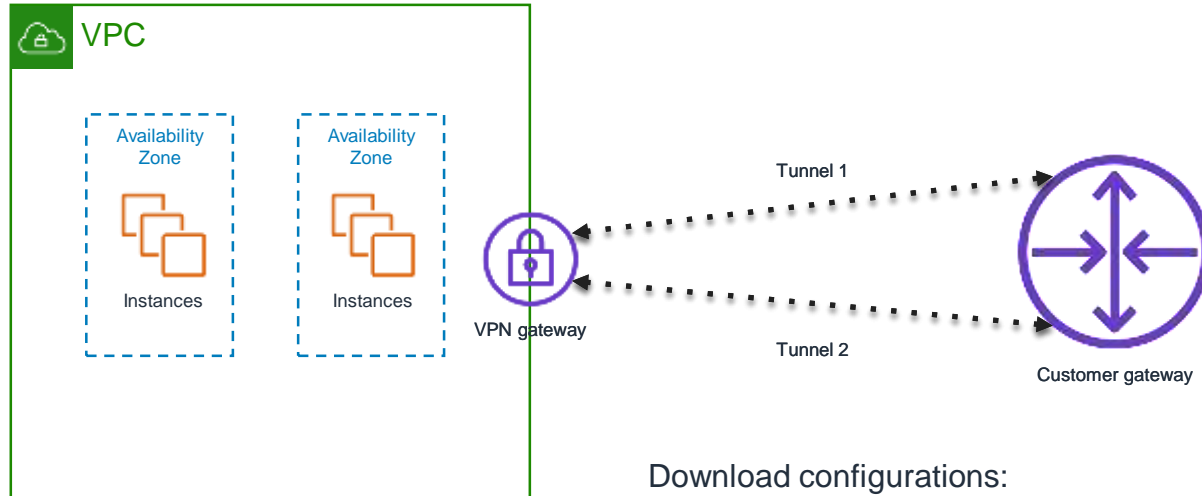 VPC
Availability
Zone
Instances
Availability
Zone
Instances
VPN gateway
Tunnel 1
Tunnel 2
Customer gateway
Download configurations: